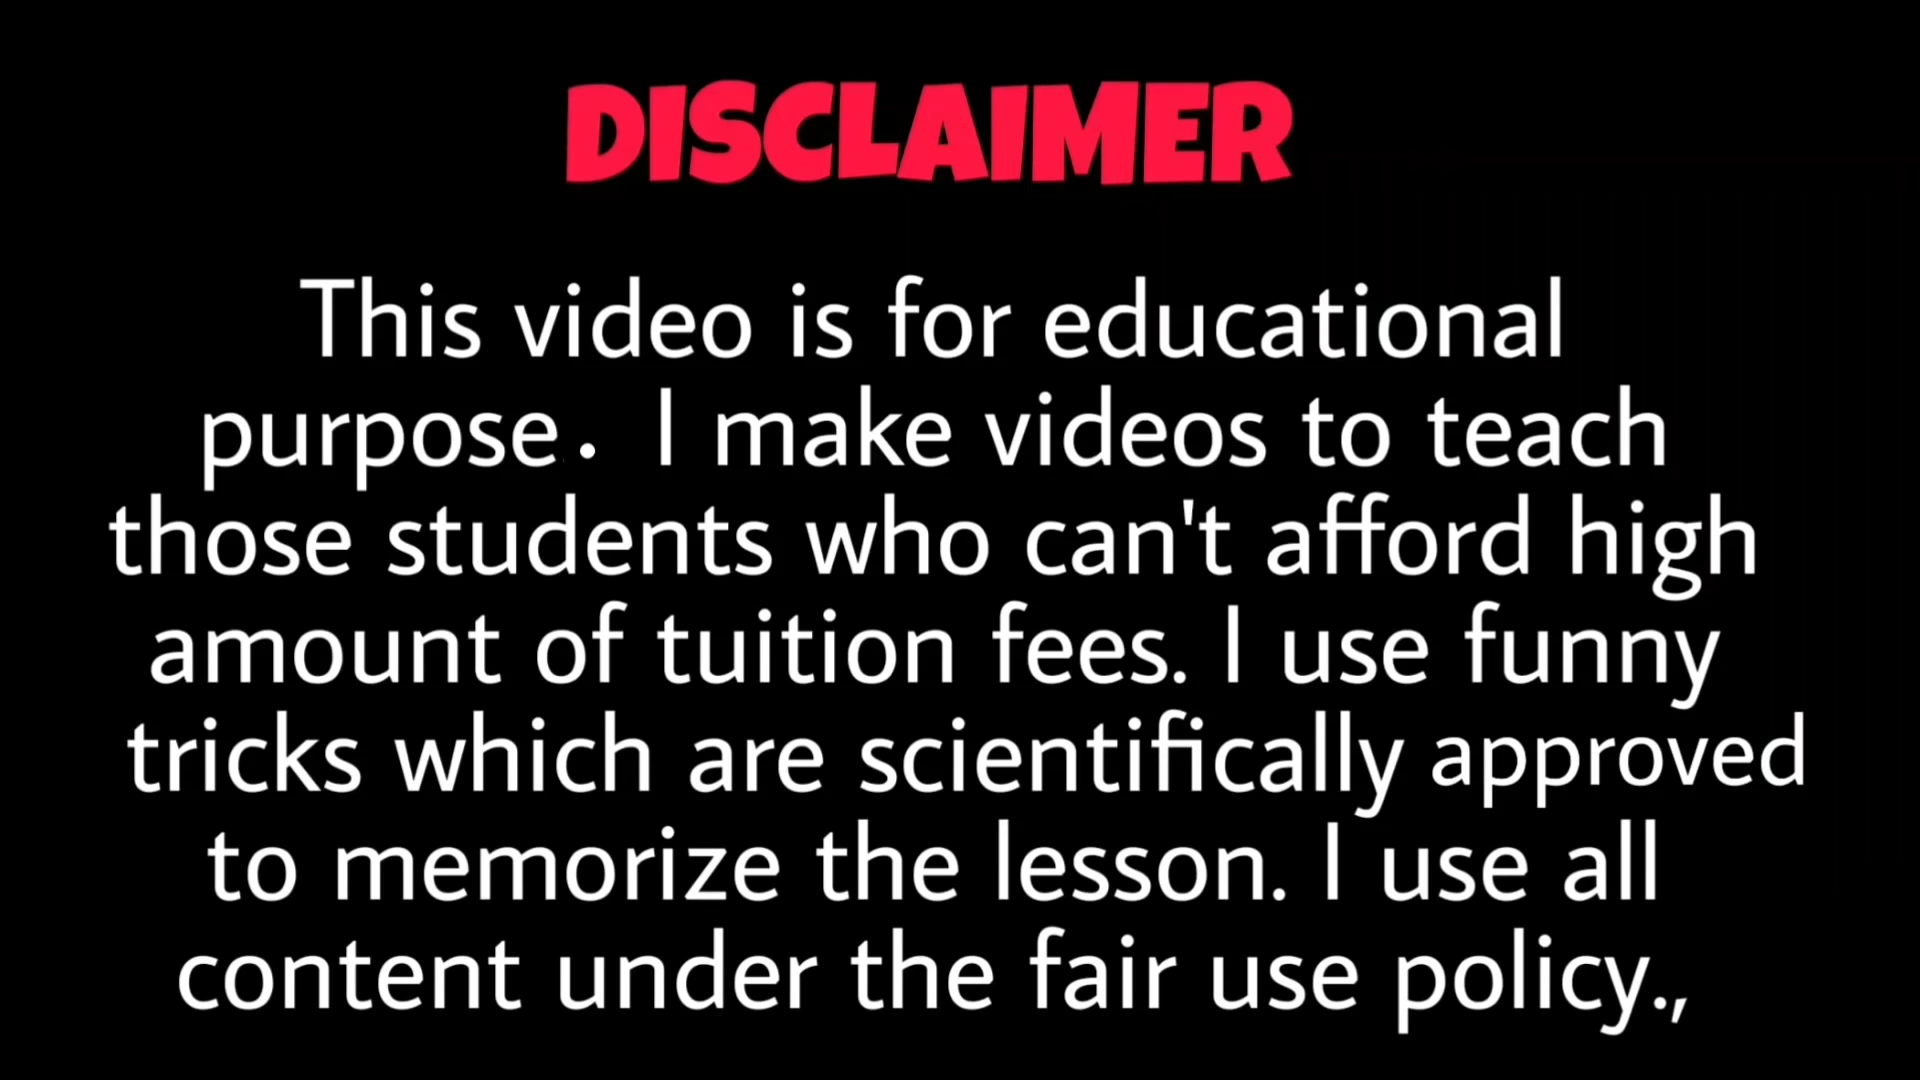 DISCLAIMER
This video is for educational
purpose. I make videos to teach
those students who can't afford high
amount of tuition fees. I use funny
tricks which are scientifically approved
to memorize the lesson. I use all
content under the fair use policy.,